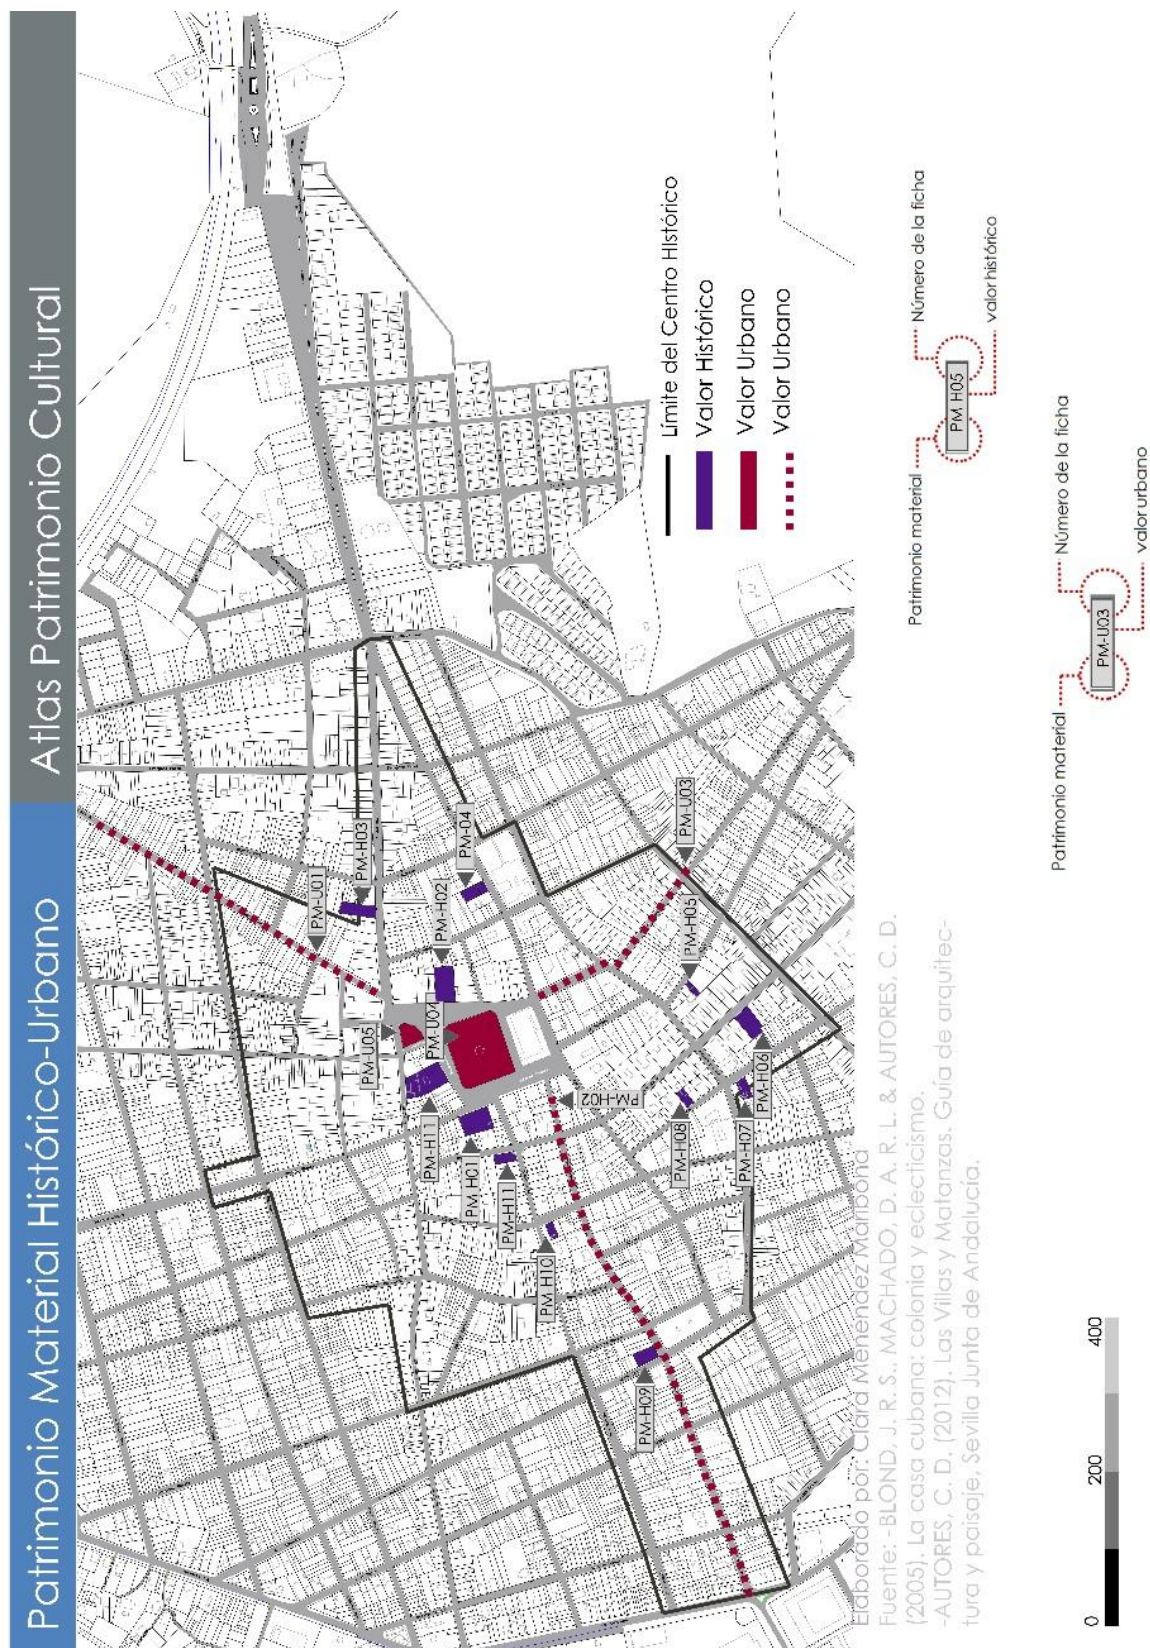 Patrimonio Material Histórico-Urbano
Atlas Patrimonio Cultural
PM-U01
PM-H03
PM-04
PM-H02
PM-U05
PM-U04
PM-H11
PM H01
PM-H11
PM-H10
PM-H02
PM-U03
PM-H05
PM-H06
PM-H08
PM-H07
PM-H09
Límite del Centro HIstórico
Valor Histórico
Valor Urbano
Valor Urbano
Patrimonio material
Número de la ficha
PM H05
valor histórico
Patrimonio material
Número de la ficha
PM-U03
valor urbano
Elaborado por: Clara Menendez Maribona
Fuente: -BLOND, J. R. S., MACHADO, D. A. R. L. & AUTORES, C. D.
(2005). La casa cubana: colonia y eclecticismo.
-AUTORES, C. D. (2012). Las Villas y Matanzas. Guía de arquitec-
tura y paisaje, Sevilla Junta de Andalucía.
0
200
400